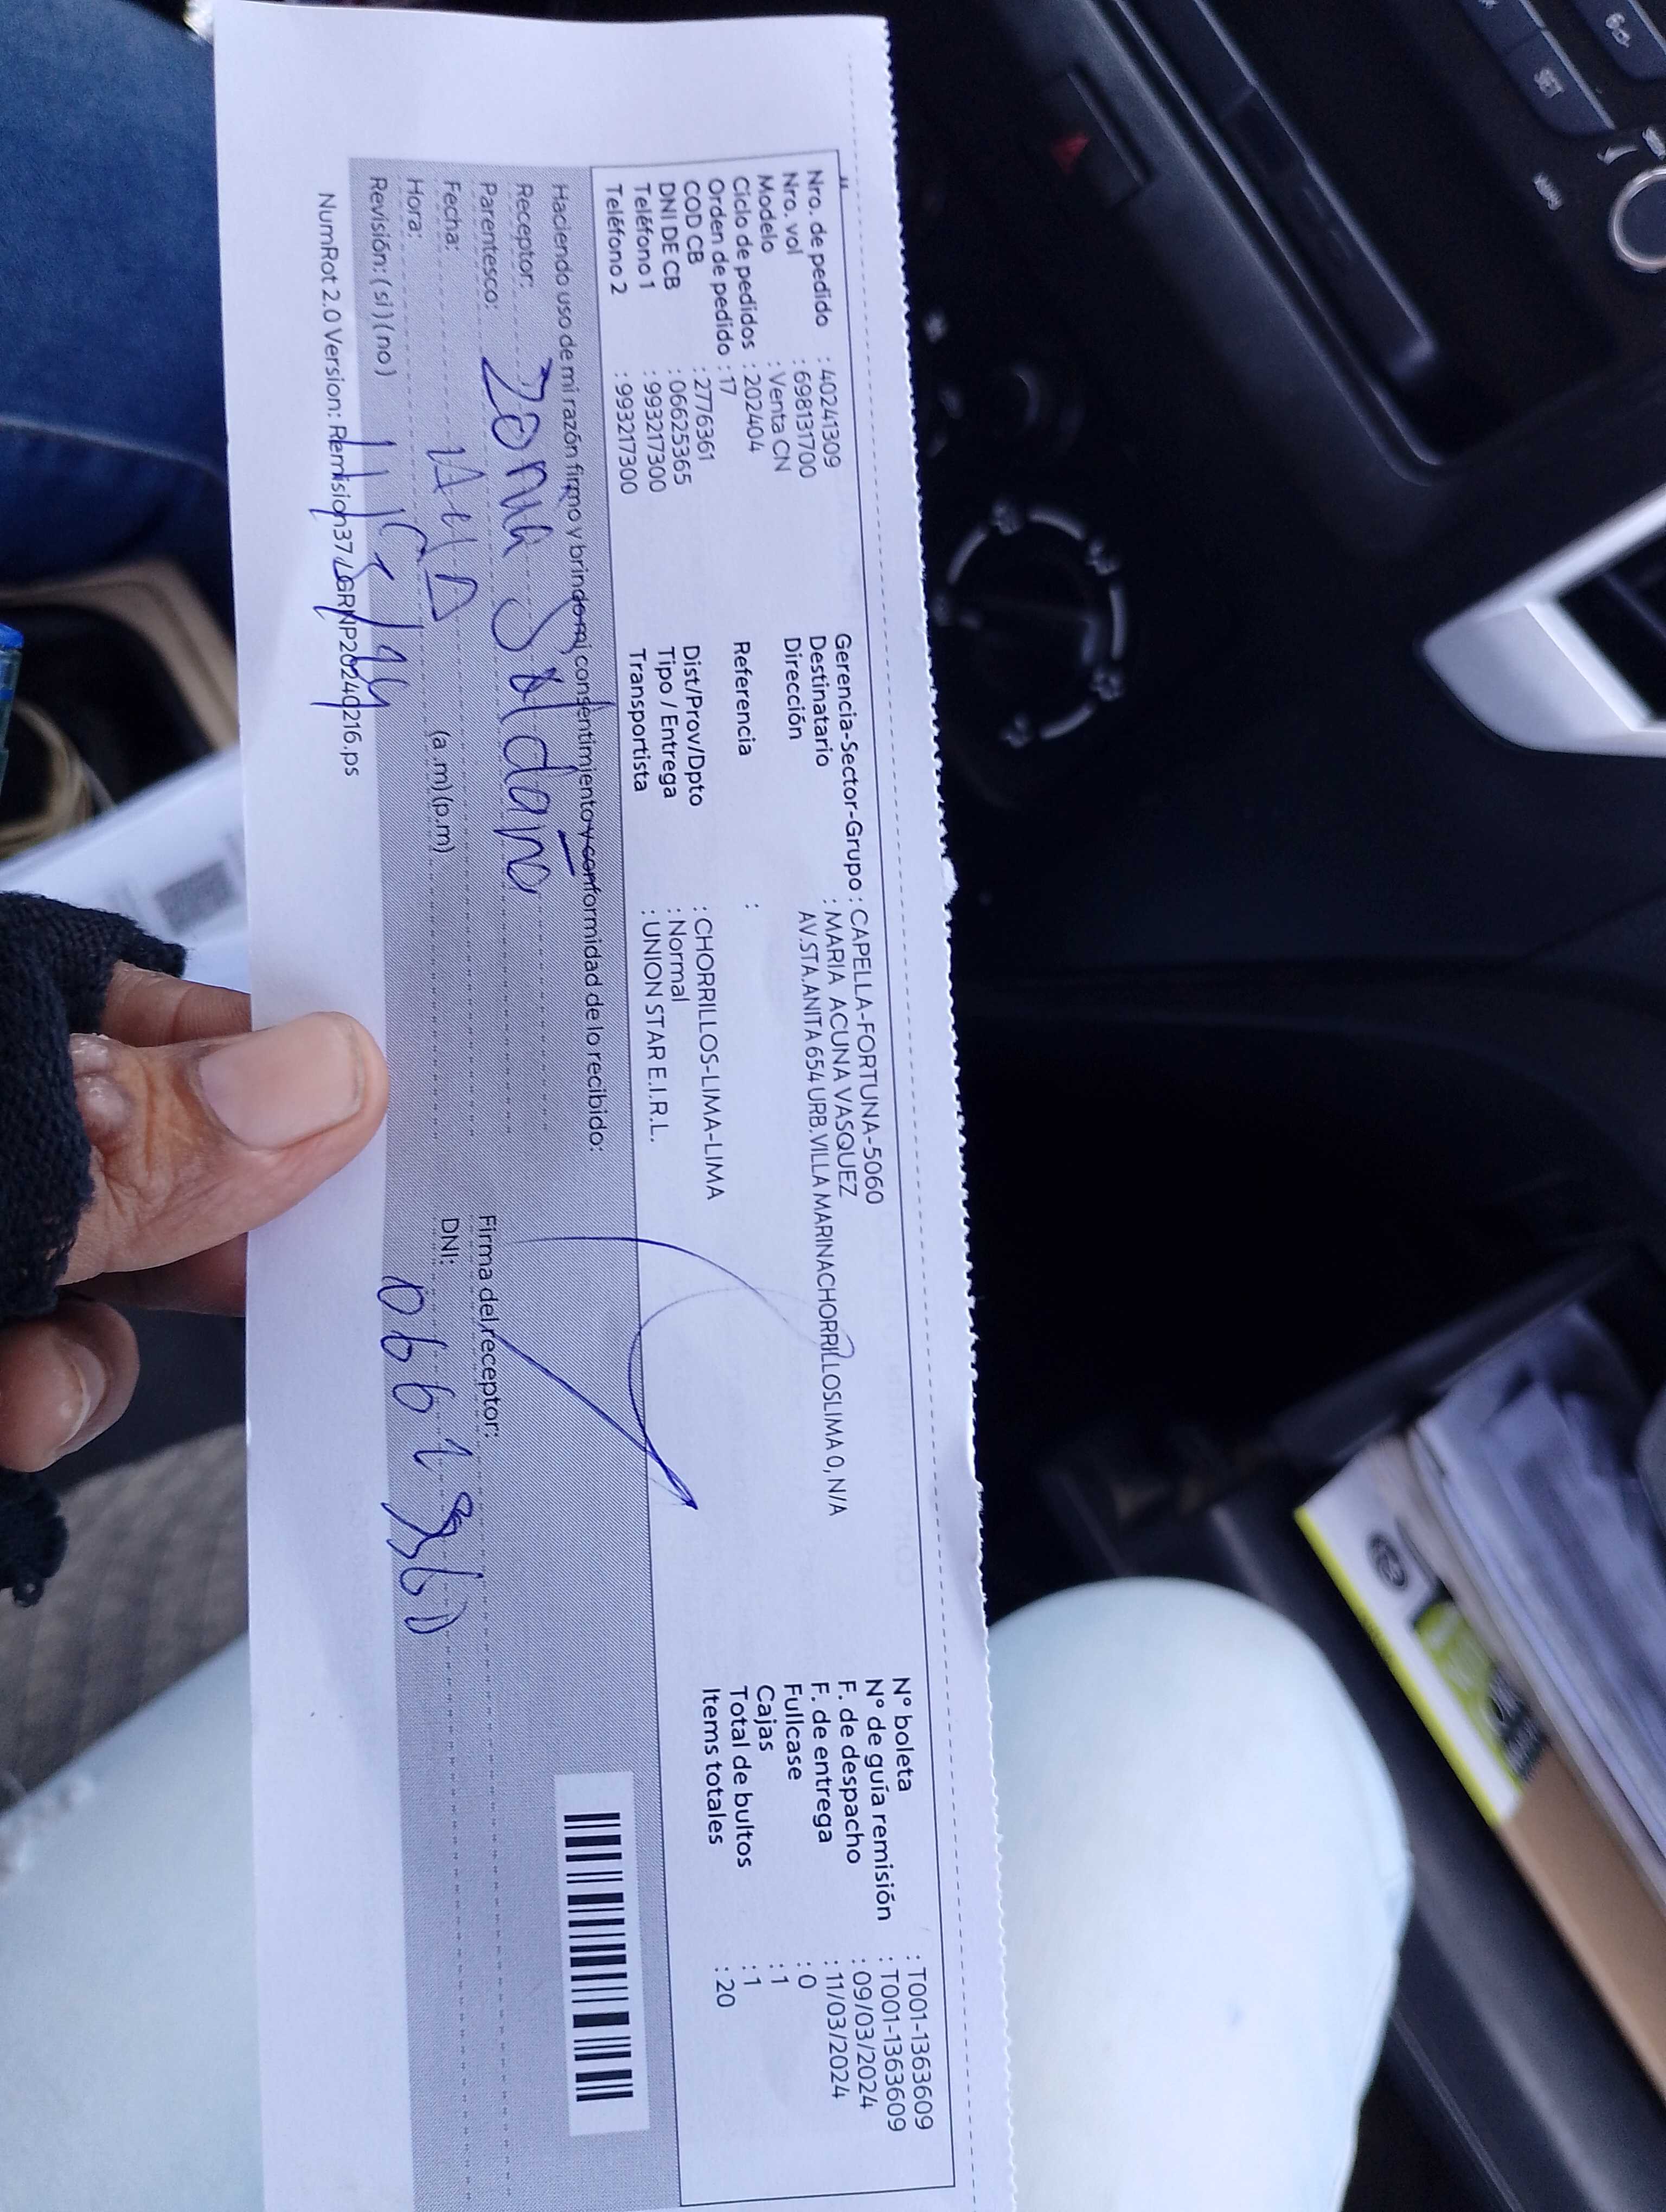 Nro. de pedido : 40241309
Nro. vol : 698131700
Modelo : Venta CN
Ciclo de pedidos : 202404
Orden de pedido : 17
COD CB : 2776361
DNI DE CB : 06625365
Teléfono 1 : 993217300
Teléfono 2 : 993217300
Gerencia-Sector-Grupo : CAPELLA-FORTUNA-5060
Destinatario : MARIA ACUNA VASQUEZ
Dirección AV.STA.ANITA 654 URB.VILLA MARINACHORRILLOSLIMA 0, N/A
Referencia :
Dist/Prov/Dpto : CHORRILLOS-LIMA-LIMA
Tipo / Entrega : Normal
Transportista : UNION STAR E.I.R.L.
N° boleta : T001-1363609
N° de guía remisión : T001-1363609
F. de despacho : 09/03/2024
F. de entrega : 11/03/2024
Fullcase : 0
Cajas : 1
Total de bultos : 1
Items totales : 20
Haciendo uso de mi razón firmo y brindo mi consentimiento y conformidad de lo recibido:
Receptor:
Parentesco:
Fecha:
Hora: (a .m)(p.m)
Revisión: ( si ) ( no )
Firma del receptor:
DNI:
NumRot 2.0 Version: Remision37/LGRNP20240216.ps
SET